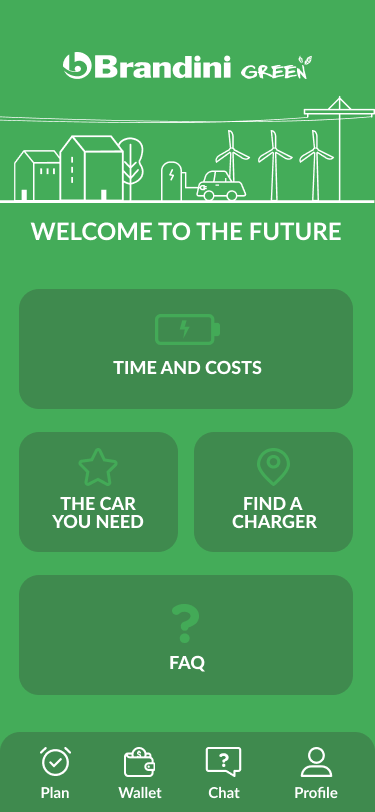 Brandini GREEN
WELCOME TO THE FUTURE
TIME AND COSTS
THE CAR
YOU NEED
FIND A
CHARGER
?
FAQ
$
?
Plan
Wallet
Chat
Profile